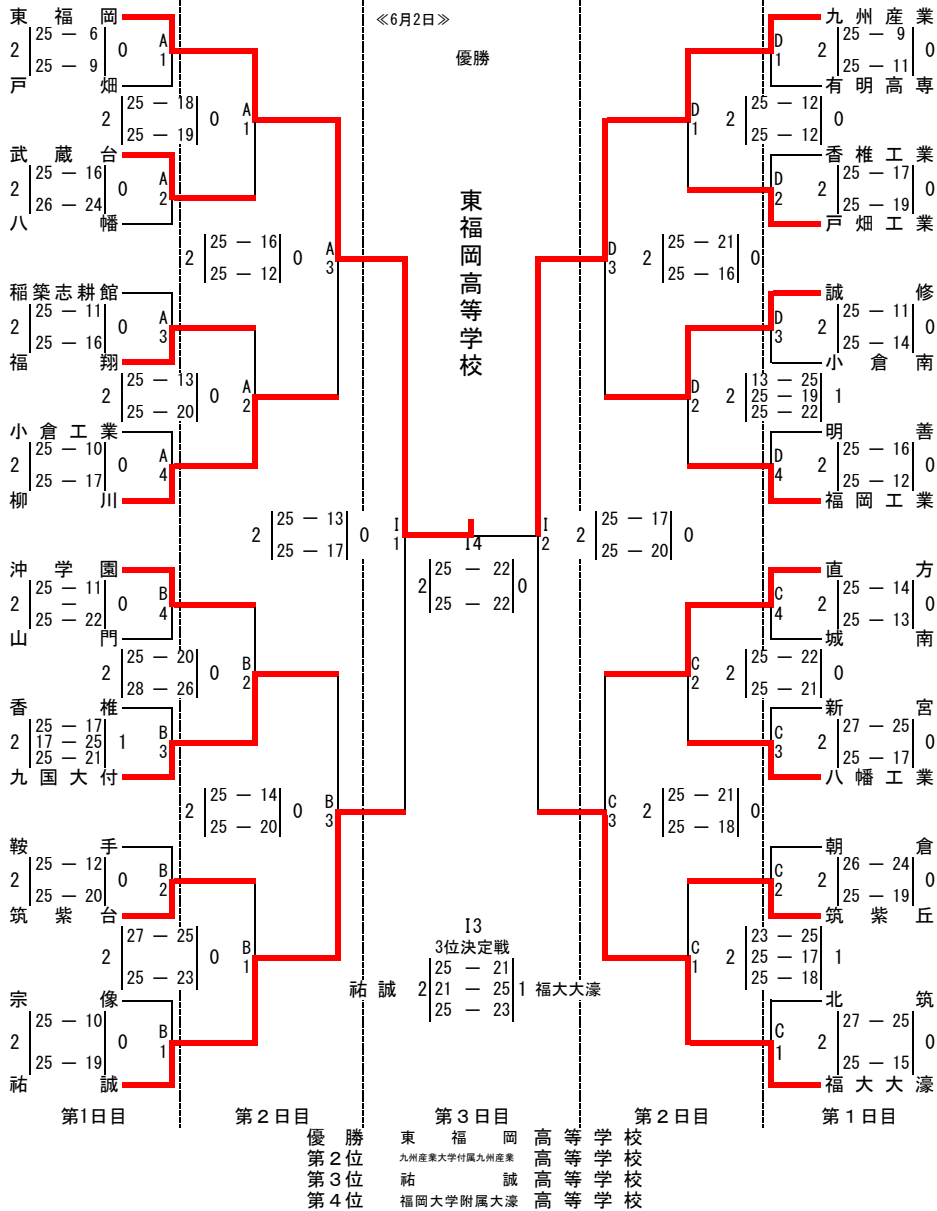 ≪6月2日≫
優勝
東福岡高等学校
東福岡
2 25 － 6 0
25 － 9
A1
戸畑
2 25 － 18 0
25 － 19
A1
武蔵台
2 25 － 16 0
26 － 24
A2
八幡
2 25 － 16 0
25 － 12
A3
稲築志耕館
2 25 － 11 0
25 － 16
A3
福翔
2 25 － 13 0
25 － 20
A2
小倉工業
2 25 － 10 0
25 － 17
A4
柳川
2 25 － 13 0
25 － 17
I1
沖学園
2 25 － 11 0
－
25 － 22
B4
山門
2 25 － 20 0
28 － 26
B2
香椎
25 － 17
2 17 － 25 1
25 － 21
B3
九国大付
2 25 － 14 0
25 － 20
B3
鞍手
2 25 － 12 0
25 － 20
B2
筑紫台
2 27 － 25 0
25 － 23
B1
宗像
2 25 － 10 0
25 － 19
B1
祐誠
I4
2 25 － 22 0
25 － 22
I3
3位決定戦
25 － 21
祐誠 2 21 － 25 1 福大大濠
25 － 23
九州産業
D1
2 25 － 9 0
25 － 11
有明高専
D1
2 25 － 12 0
25 － 12
香椎工業
D2
2 25 － 17 0
25 － 19
戸畑工業
D3
2 25 － 21 0
25 － 16
誠修
D3
2 25 － 11 0
25 － 14
小倉南
D2
13 － 25
2 25 － 19 1
25 － 22
明善
D4
2 25 － 16 0
25 － 12
福岡工業
I2
2 25 － 17 0
25 － 20
直方
C4
2 25 － 14 0
25 － 13
城南
C2
2 25 － 22 0
25 － 21
新宮
C3
2 27 － 25 0
25 － 17
八幡工業
C3
2 25 － 21 0
25 － 18
朝倉
C2
2 26 － 24 0
25 － 19
筑紫丘
C1
23 － 25
2 25 － 17 1
25 － 18
北筑
C1
2 27 － 25 0
25 － 15
福大大濠
第1日目 第２日目 第３日目 第２日目 第１日目
優勝 東福岡 高等学校
第２位 九州産業大学付属九州産業 高等学校
第３位 祐誠 高等学校
第４位 福岡大学附属大濠 高等学校